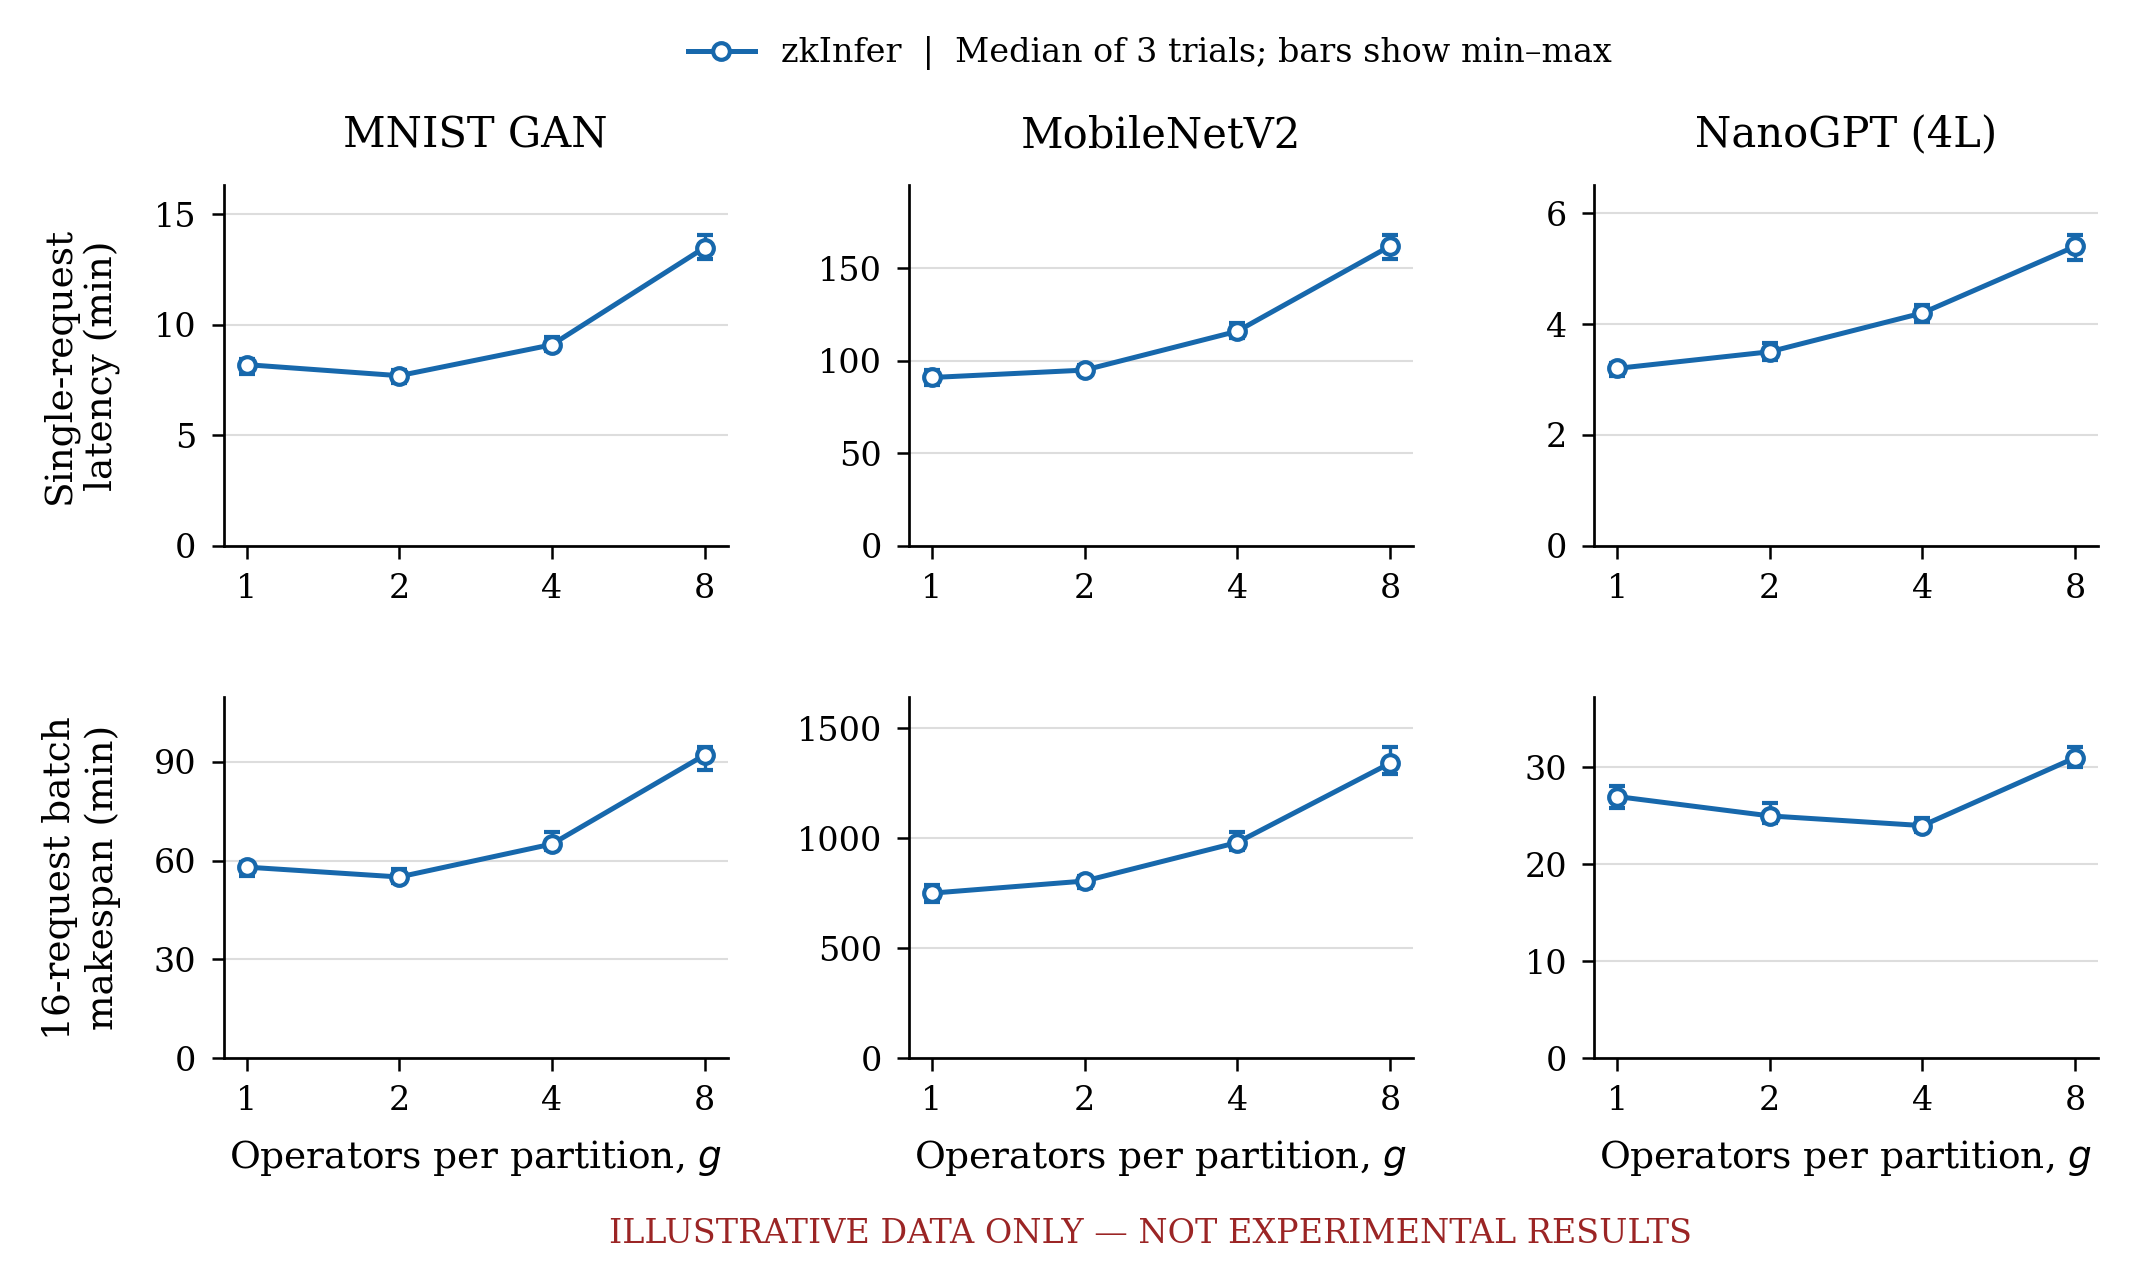 zkInfer | Median of 3 trials; bars show min–max
MNIST GAN
MobileNetV2
NanoGPT (4L)
Single-request
latency (min)
15
10
5
0
1 2 4 8
150
100
50
0
1 2 4 8
6
4
2
0
1 2 4 8
16-request batch
makespan (min)
90
60
30
0
1 2 4 8
Operators per partition, g
1500
1000
500
0
1 2 4 8
Operators per partition, g
30
20
10
0
1 2 4 8
Operators per partition, g
ILLUSTRATIVE DATA ONLY — NOT EXPERIMENTAL RESULTS